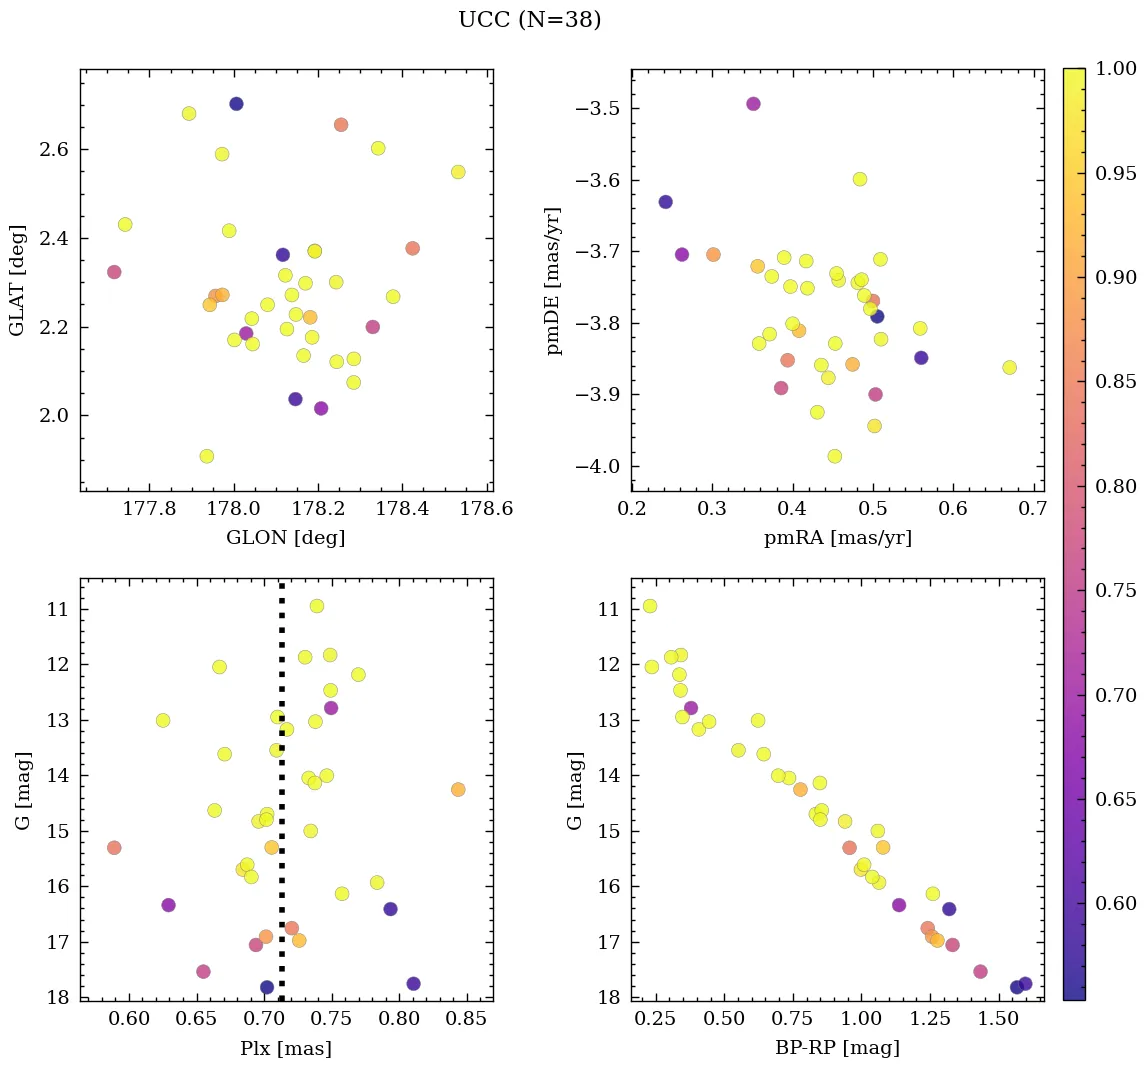 UCC (N=38)
2.6
2.4
2.2
2.0
GLAT [deg]
177.8 178.0 178.2 178.4 178.6
GLON [deg]
−3.5
−3.6
−3.7
−3.8
−3.9
−4.0
pmDE [mas/yr]
0.2 0.3 0.4 0.5 0.6 0.7
pmRA [mas/yr]
11
12
13
14
15
16
17
18
G [mag]
0.60 0.65 0.70 0.75 0.80 0.85
Plx [mas]
11
12
13
14
15
16
17
18
G [mag]
0.25 0.50 0.75 1.00 1.25 1.50
BP-RP [mag]
1.00
0.95
0.90
0.85
0.80
0.75
0.70
0.65
0.60